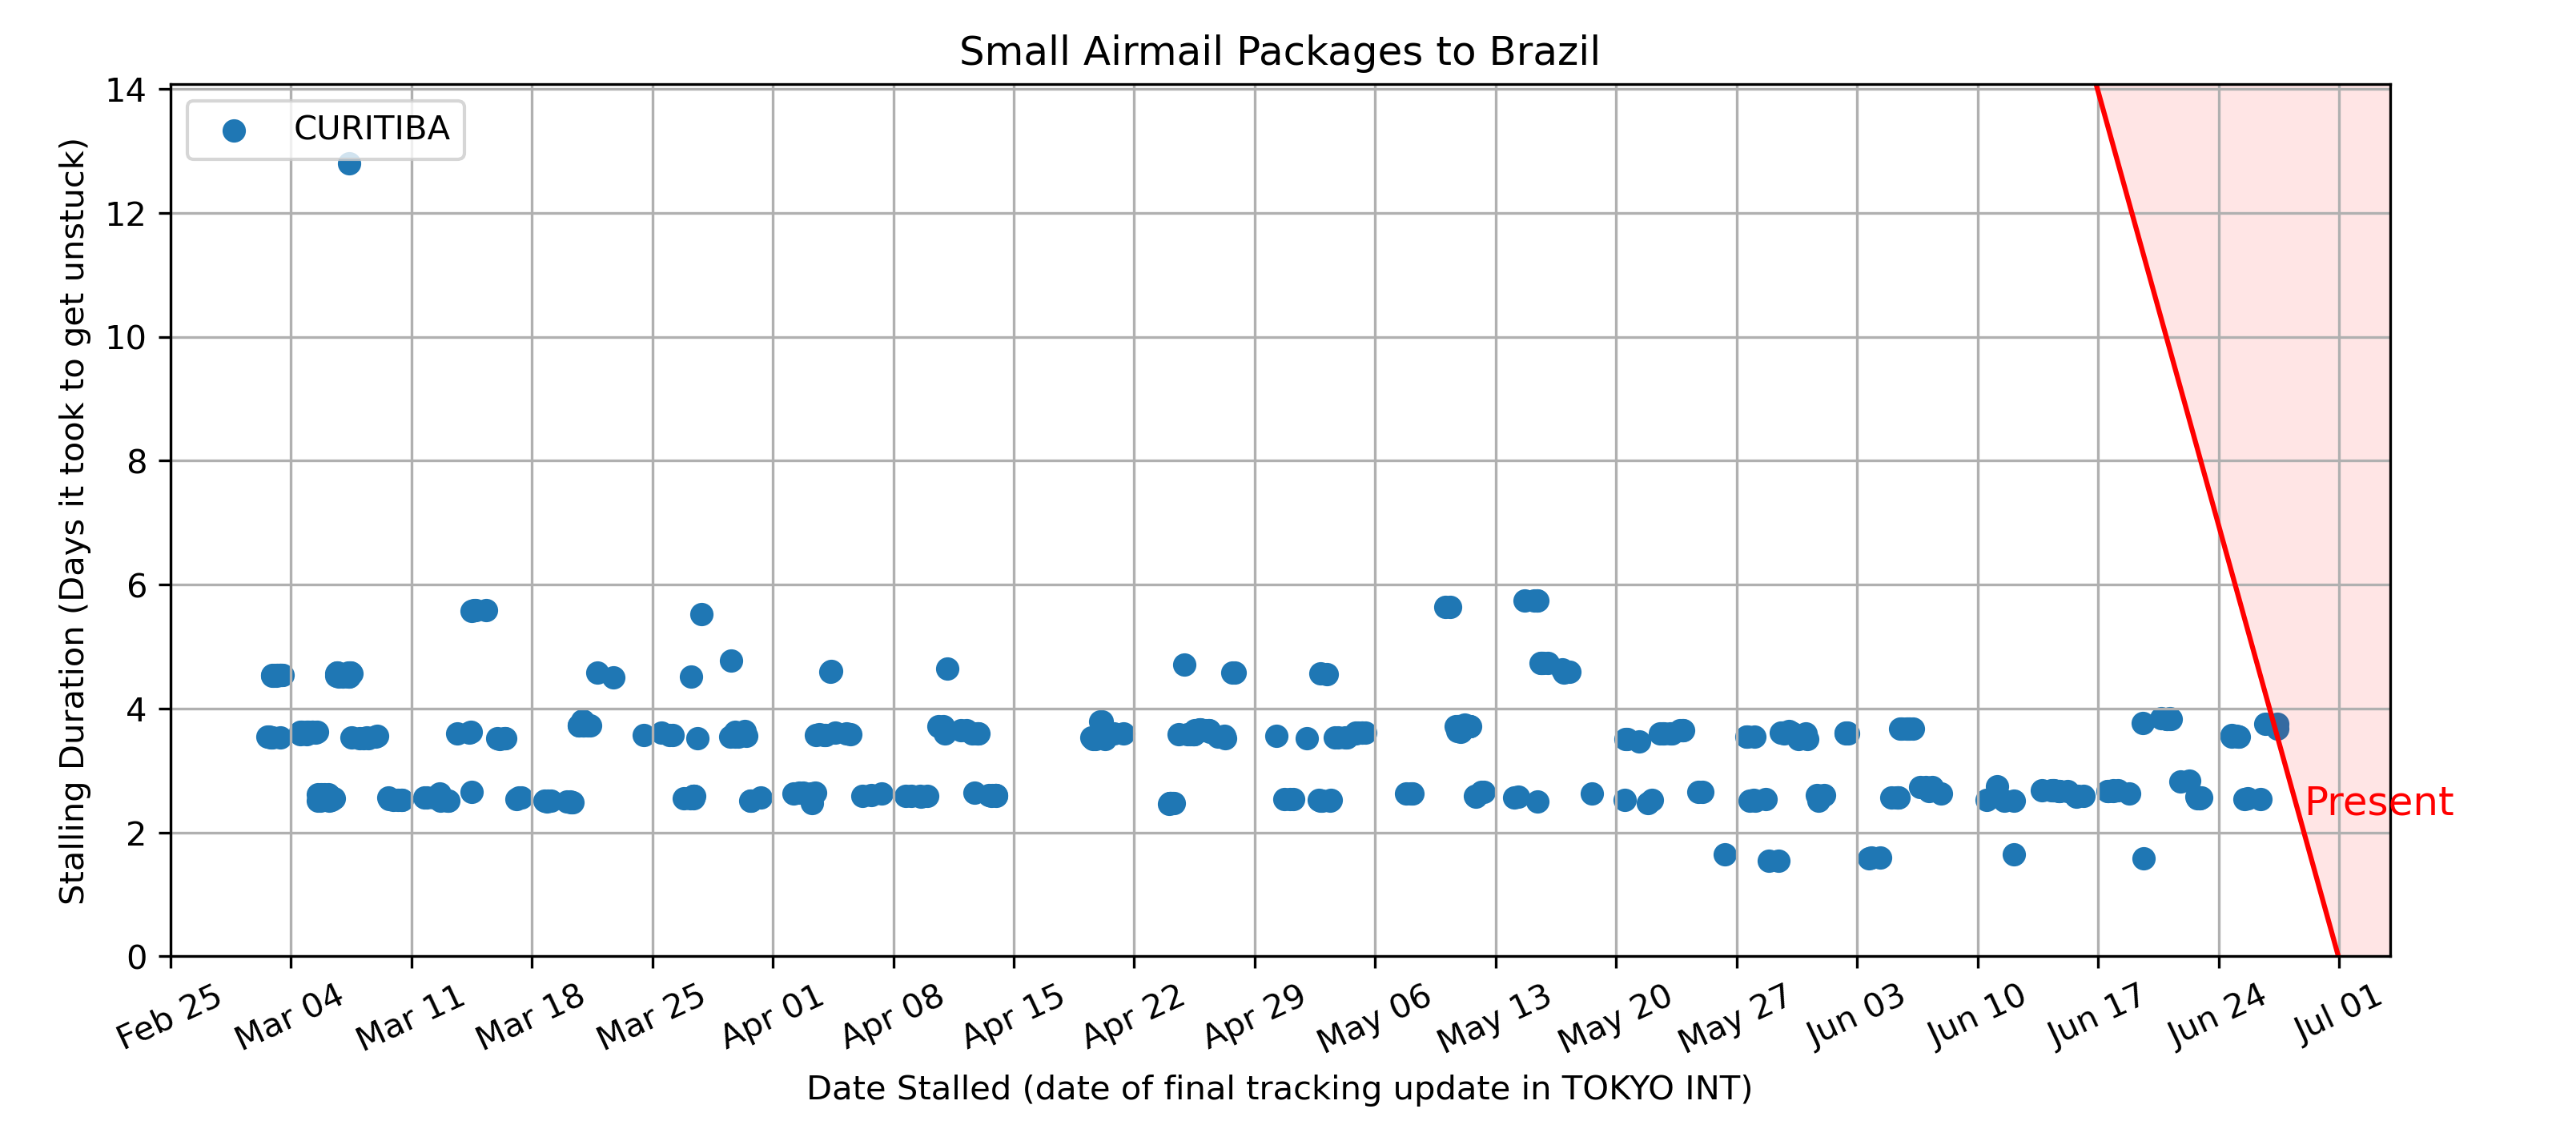 Small Airmail Packages to Brazil
CURITIBA
Stalling Duration (Days it took to get unstuck)
14
12
10
8
6
4
2
0
Present
Feb 25
Mar 04
Mar 11
Mar 18
Mar 25
Apr 01
Apr 08
Apr 15
Apr 22
Apr 29
May 06
May 13
May 20
May 27
Jun 03
Jun 10
Jun 17
Jun 24
Jul 01
Date Stalled (date of final tracking update in TOKYO INT)